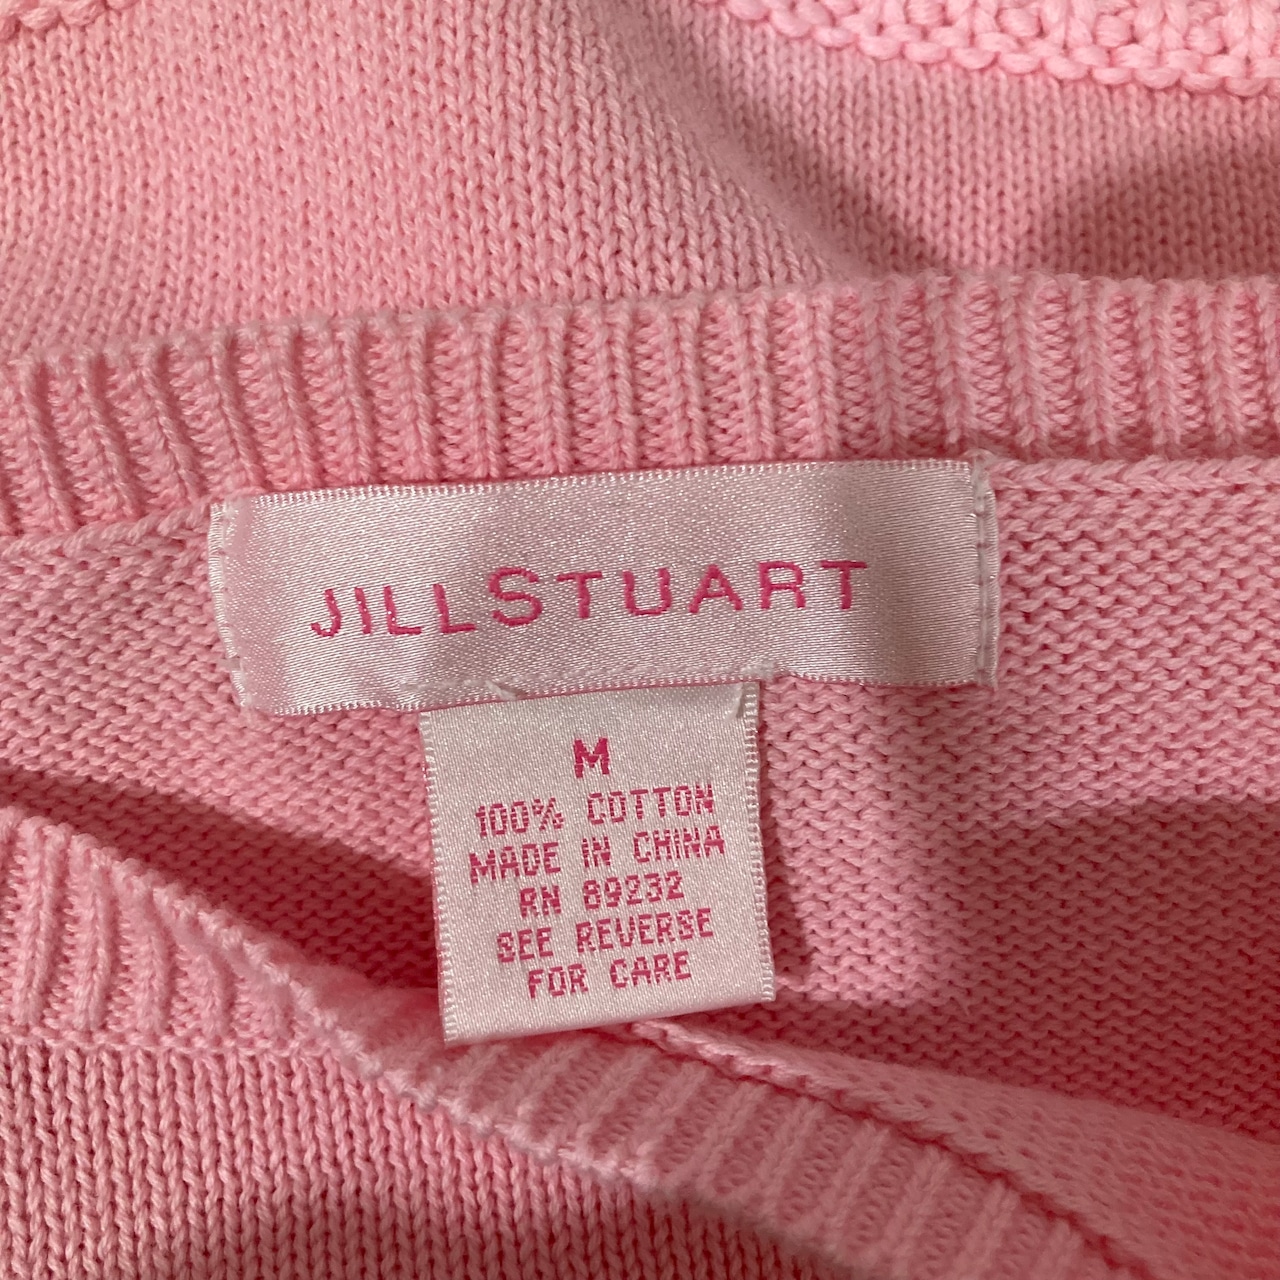 JILLSTUART
M
100% COTTON
MADE IN CHINA
RN 89232
SEE REVERSE
FOR CARE